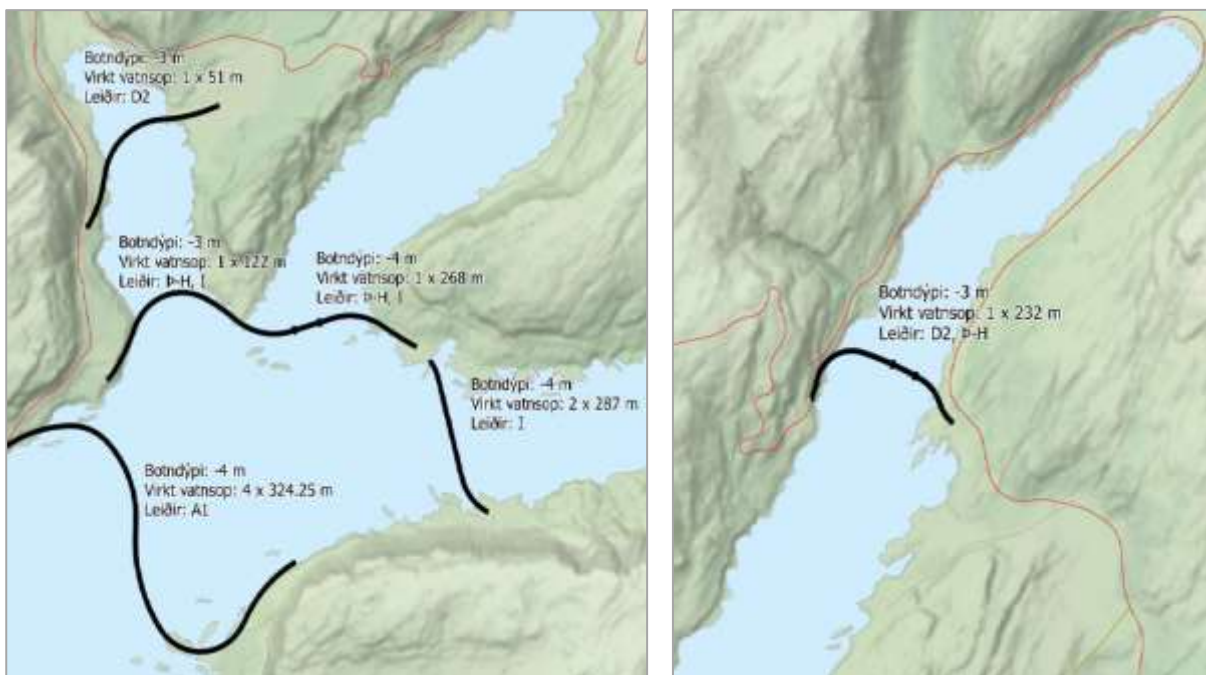 Botndýpi: -3 m
Virkt vatnsop: 1 x 51 m
Leiðir: D2
Botndýpi: -3 m
Virkt vatnsop: 1 x 122 m
Leiðir: Þ-H, I
Botndýpi: -4 m
Virkt vatnsop: 1 x 268 m
Leiðir: Þ-H, I
Botndýpi: -4 m
Virkt vatnsop: 2 x 287 m
Leiðir: I
Botndýpi: -4 m
Virkt vatnsop: 4 x 324.25 m
Leiðir: A1
Botndýpi: -3 m
Virkt vatnsop: 1 x 232 m
Leiðir: D2, Þ-H